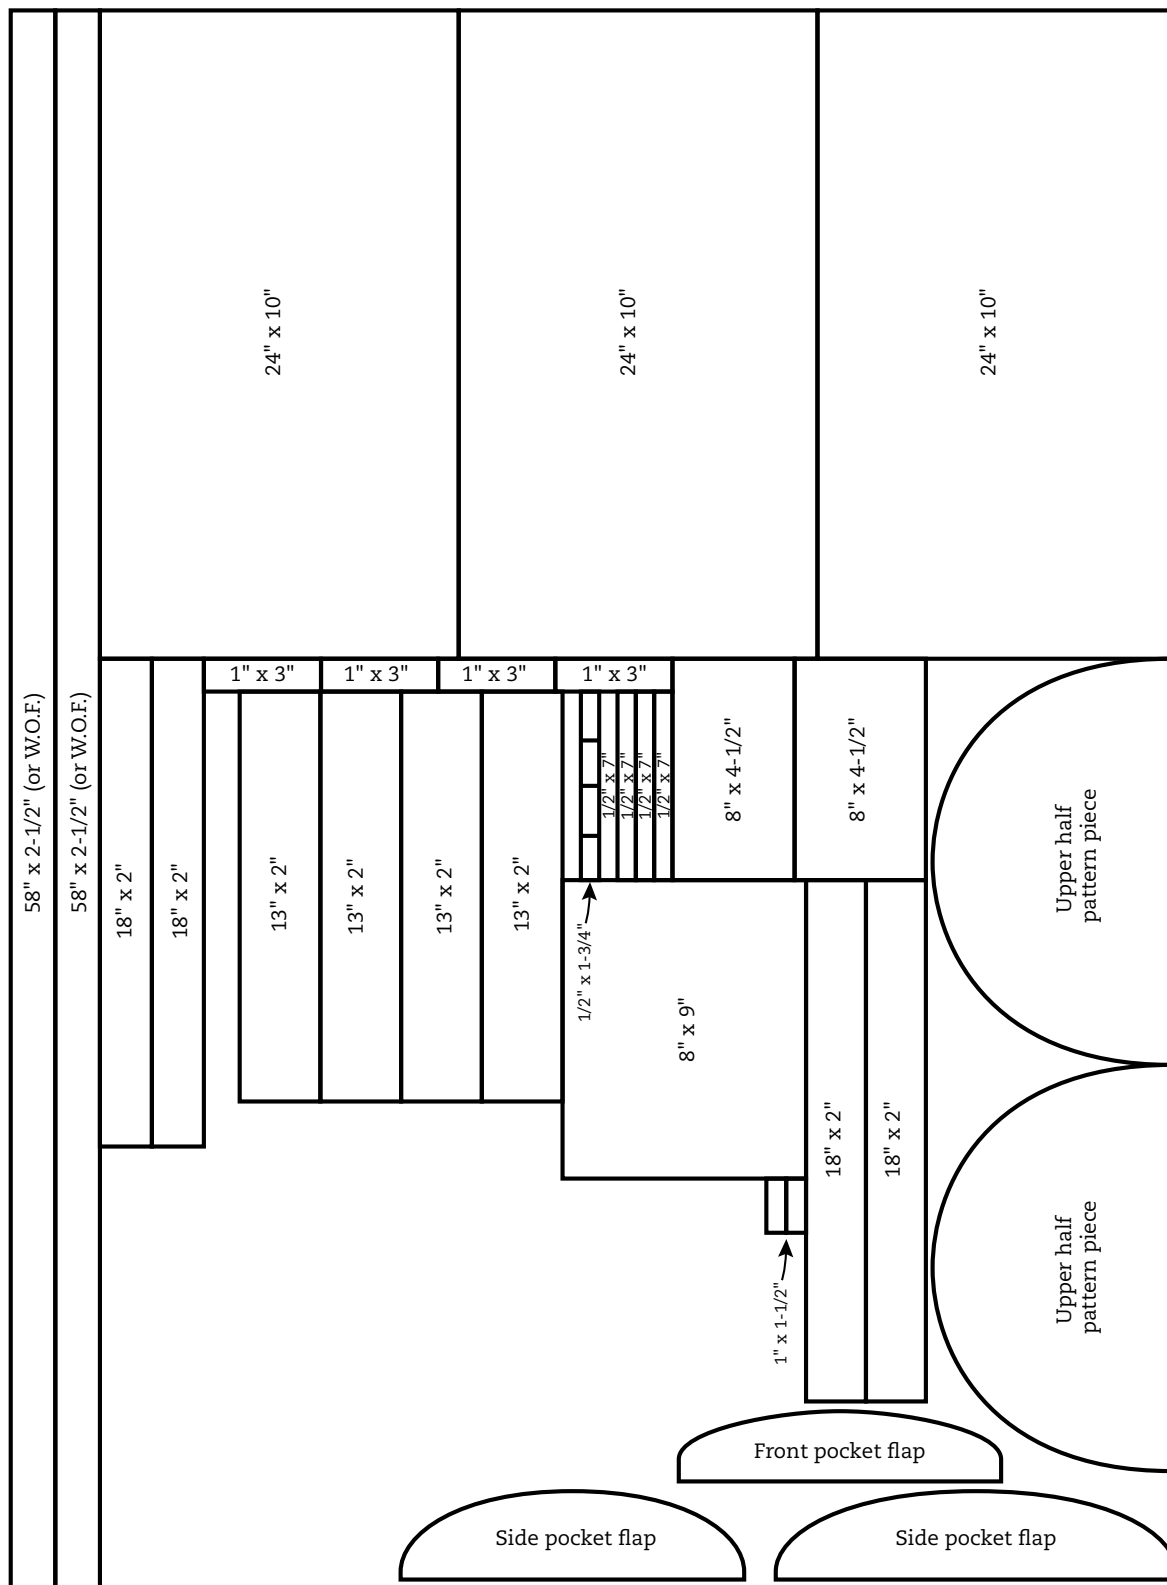 24" x 10"
24" x 10"
24" x 10"
58" x 2-1/2" (or W.O.F.)
58" x 2-1/2" (or W.O.F.)
1" x 3"
1" x 3"
1" x 3"
1" x 3"
18" x 2"
18" x 2"
13" x 2"
13" x 2"
13" x 2"
13" x 2"
1/2" x 7"
1/2" x 7"
1/2" x 7"
1/2" x 7"
8" x 4-1/2"
8" x 4-1/2"
Upper half
pattern piece
1/2" x 1-3/4"
8" x 9"
18" x 2"
18" x 2"
1" x 1-1/2"
Upper half
pattern piece
Front pocket flap
Side pocket flap
Side pocket flap